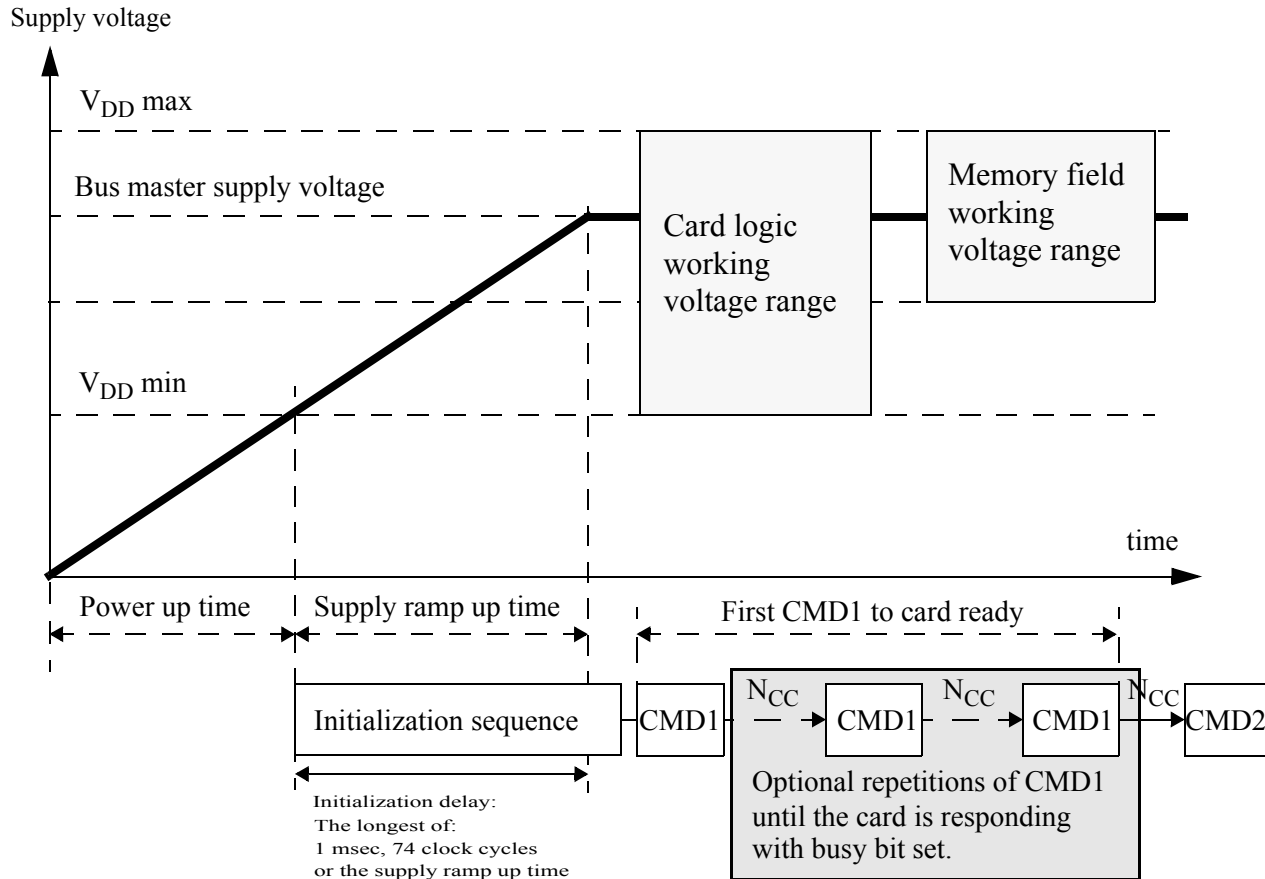 Supply voltage
V_DD max
Bus master supply voltage
Memory field
working
voltage range
Card logic
working
voltage range
V_DD min
time
Power up time
Supply ramp up time
First CMD1 to card ready
Initialization sequence
CMD1
N_CC
CMD1
N_CC
CMD1
N_CC
CMD2
Optional repetitions of CMD1
until the card is responding
with busy bit set.
Initialization delay:
The longest of:
1 msec, 74 clock cycles
or the supply ramp up time